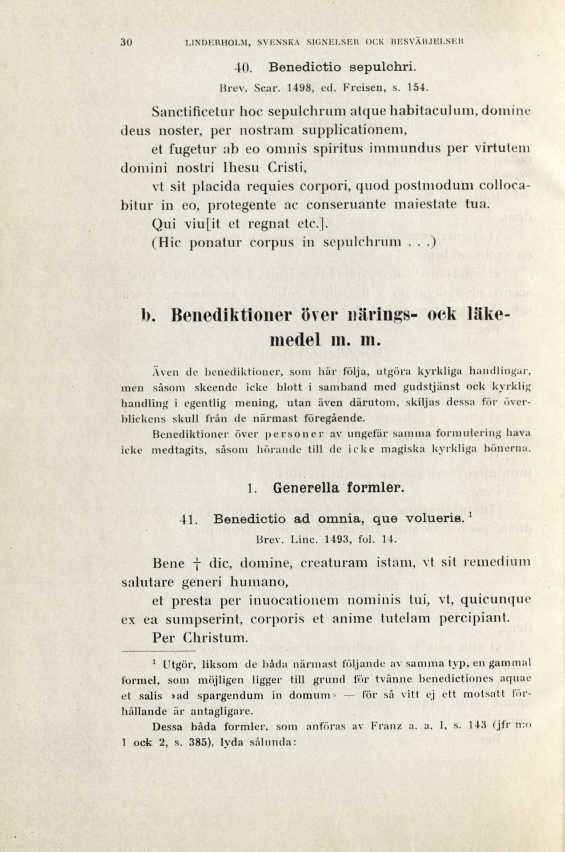 30 LINDERHOLM, SVENSKA SIGNELSER OCK BESVÄRJELSER
40. Benedictio sepulchri.
Brev. Scar. 1498, ed. Freisen, s. 154.
Sanctificetur hoc sepulchrum atque habitaculum, domine
deus noster, per nostram supplicationem,
et fugetur ab eo omnis spiritus immundus per virtutem
domini nostri Ihesu Cristi,
vt sit placida requies corpori, quod postmodum colloca-
bitur in eo, protegente ac conseruante maiestate tua.
Qui viu[it et regnat etc.].
(Hic ponatur corpus in sepulchrum . . .)
b. Benediktioner över närings- ock läke-
medel m. m.
Även de benediktioner, som här följa, utgöra kyrkliga handlingar,
men såsom skeende icke blott i samband med gudstjänst ock kyrklig
handling i egentlig mening, utan även därutom, skiljas dessa för över-
blickens skull från de närmast föregående.
Benediktioner över personer av ungefär samma formulering hava
icke medtagits, såsom hörande till de icke magiska kyrkliga bönerna.
1. Generella formler.
41. Benedictio ad omnia, que volueris. ¹
Brev. Linc. 1493, fol. 14.
Bene † dic, domine, creaturam istam, vt sit remedium
salutare generi humano,
et presta per inuocationem nominis tui, vt, quicunque
ex ea sumpserint, corporis et anime tutelam percipiant.
Per Christum.
¹ Utgör, liksom de båda närmast följande av samma typ, en gammal
formel, som möjligen ligger till grund för tvänne benedictiones aquae
et salis »ad spargendum in domum» — för så vitt ej ett motsatt för-
hållande är antagligare.
Dessa båda formler, som anföras av Franz a. a. I, s. 143 (jfr n:o
1 ock 2, s. 385), lyda sålunda: